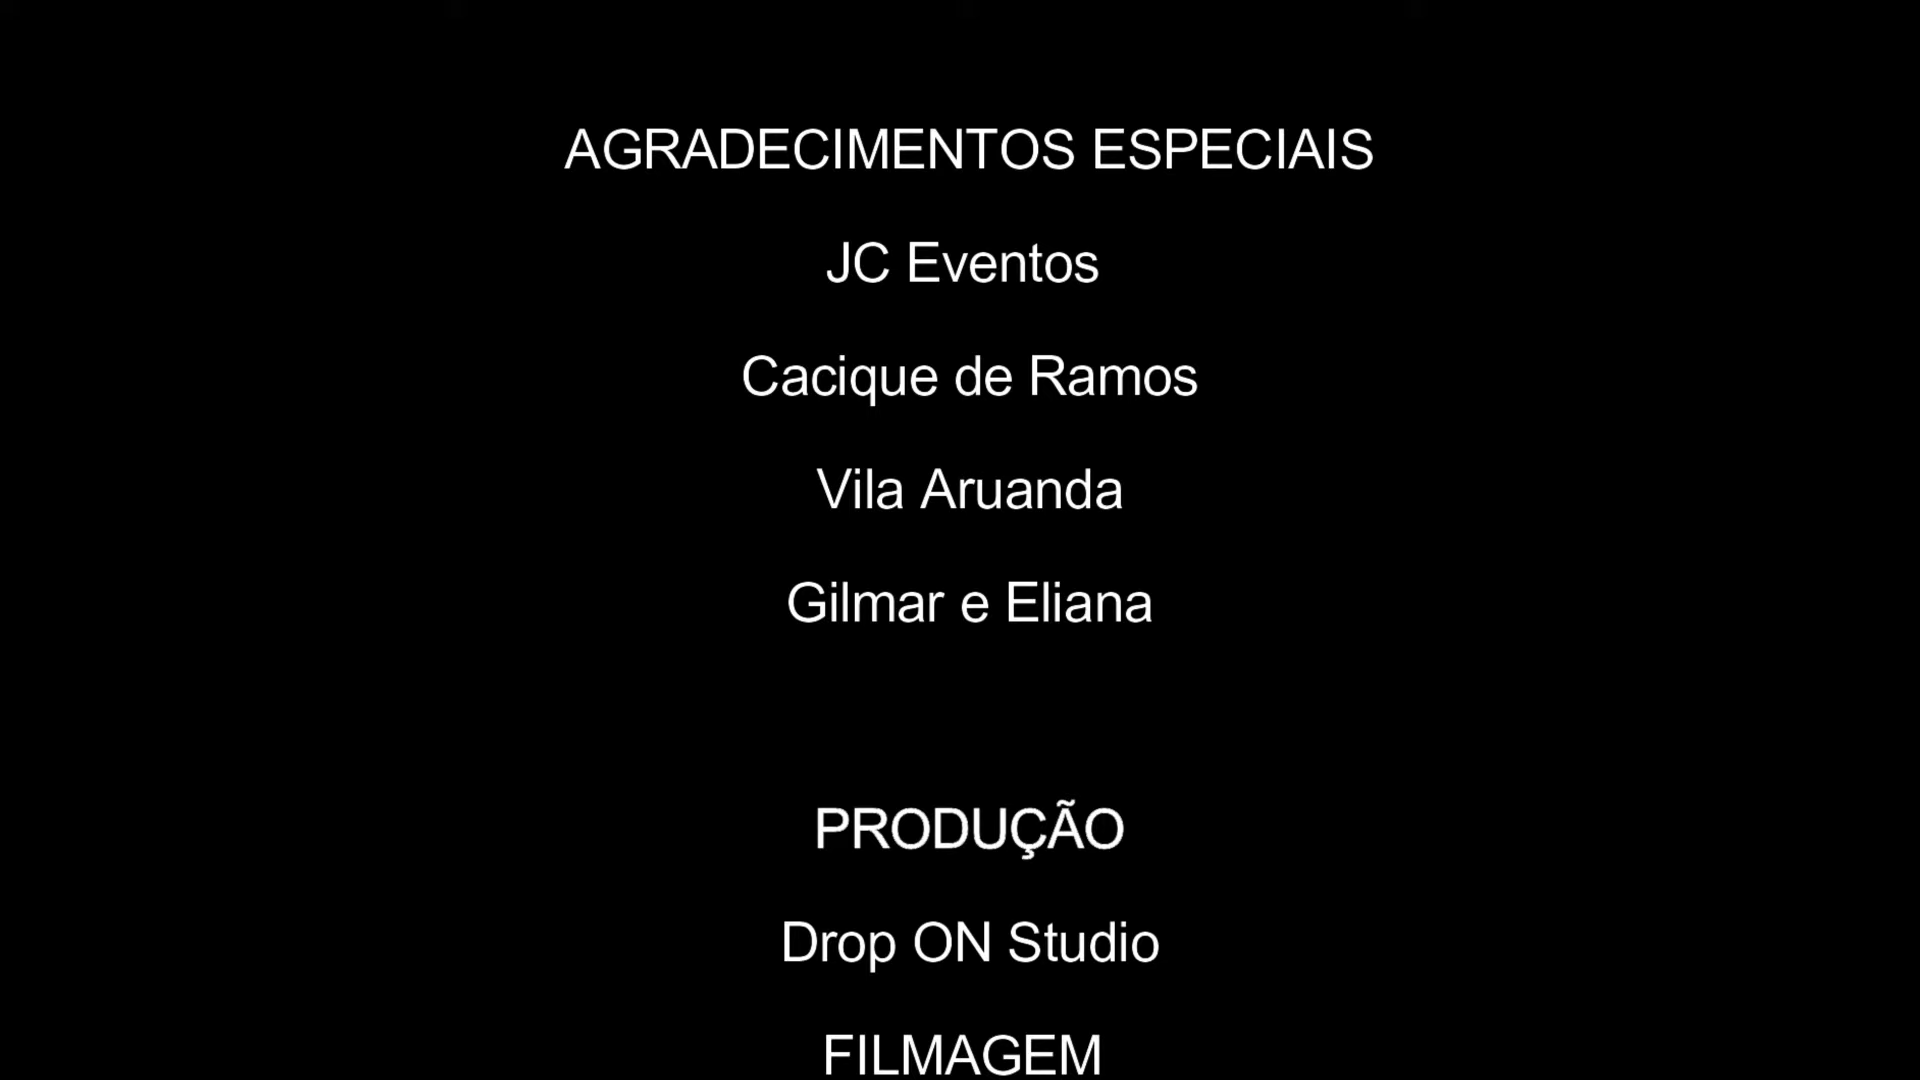 AGRADECIMENTOS ESPECIAIS
JC Eventos
Cacique de Ramos
Vila Aruanda
Gilmar e Eliana
PRODUÇÃO
Drop ON Studio
FILMAGEM